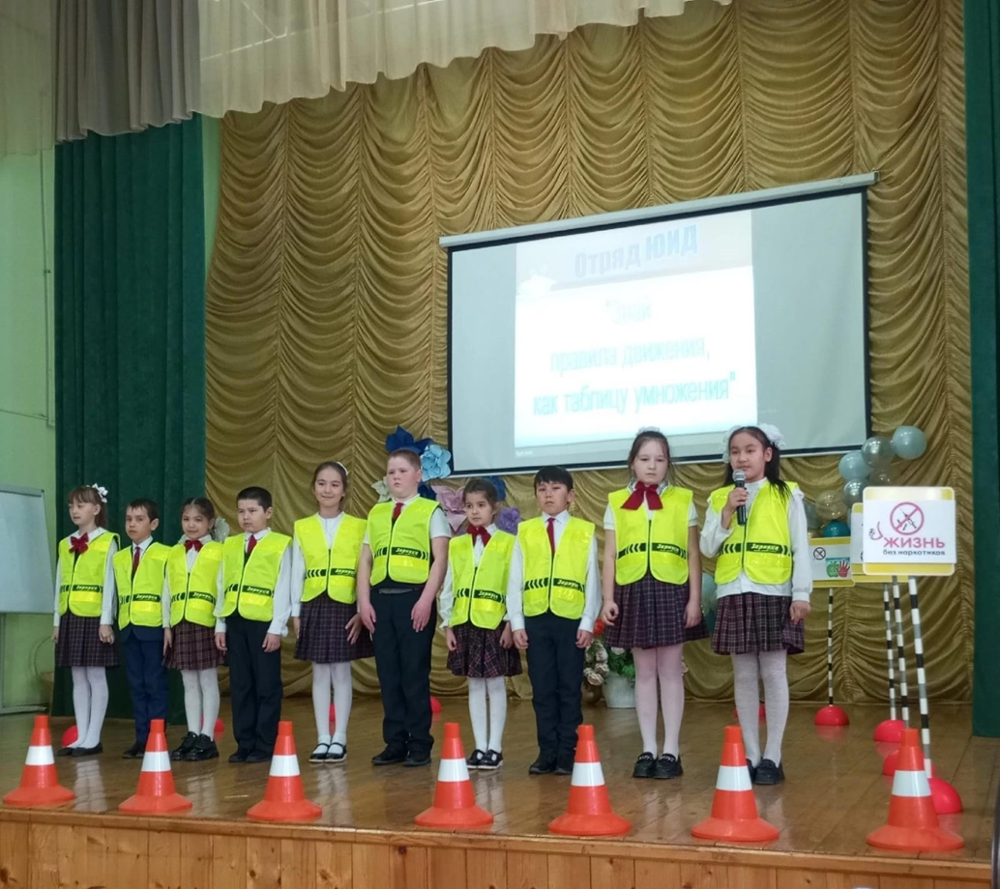 Отряд ЮИД
"Знай
правила движения,
как таблицу умножения"
ЖИЗНЬ
без наркотиков